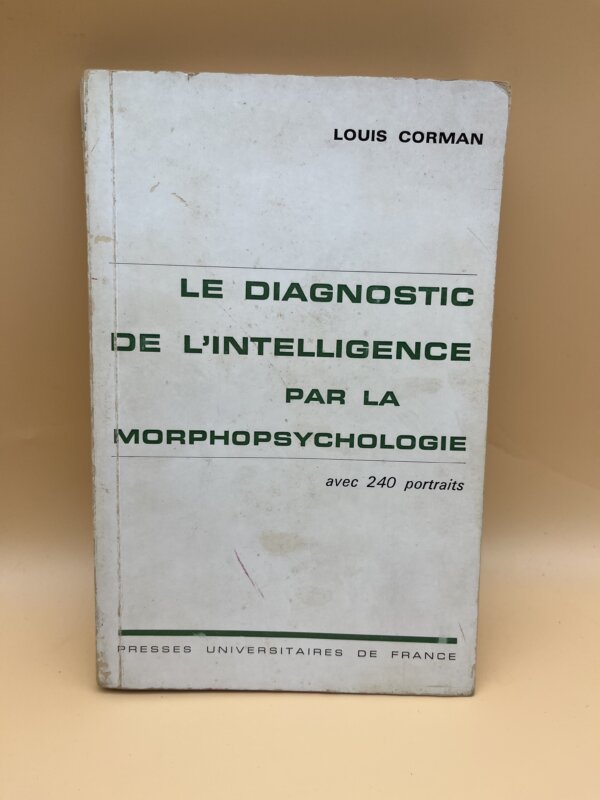 LOUIS CORMAN
LE DIAGNOSTIC
DE L'INTELLIGENCE
PAR LA
MORPHOPSYCHOLOGIE
avec 240 portraits
PRESSES UNIVERSITAIRES DE FRANCE